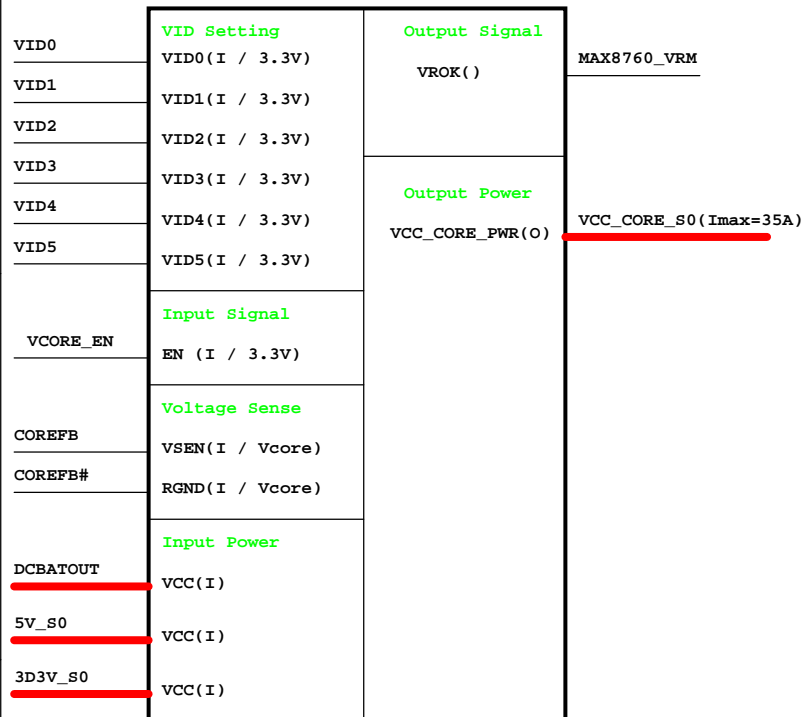 VID0
VID1
VID2
VID3
VID4
VID5
VCORE_EN
COREFB
COREFB#
DCBATOUT
5V_S0
3D3V_S0
VID Setting
VID0(I / 3.3V)
VID1(I / 3.3V)
VID2(I / 3.3V)
VID3(I / 3.3V)
VID4(I / 3.3V)
VID5(I / 3.3V)
Input Signal
EN (I / 3.3V)
Voltage Sense
VSEN(I / Vcore)
RGND(I / Vcore)
Input Power
VCC(I)
VCC(I)
VCC(I)
Output Signal
VROK()
Output Power
VCC_CORE_PWR(O)
MAX8760_VRM
VCC_CORE_S0(Imax=35A)